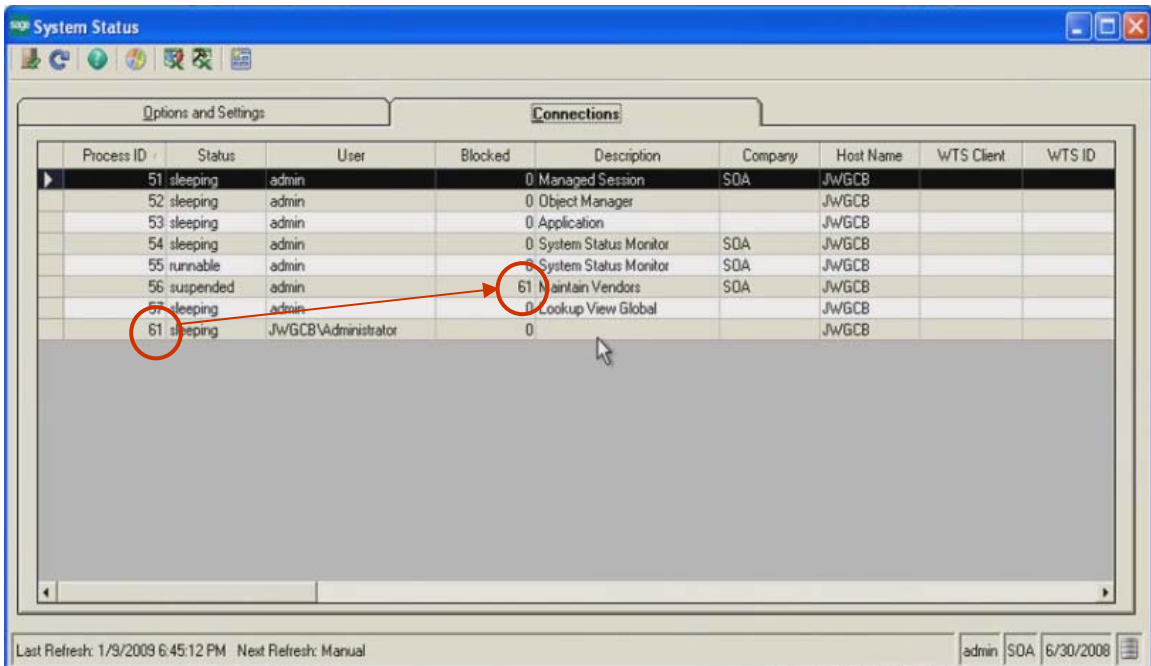 sage System Status
Options and Settings Connections
Process ID Status User Blocked Description Company Host Name WTS Client WTS ID
51 sleeping admin 0 Managed Session SOA JWGCB
52 sleeping admin 0 Object Manager JWGCB
53 sleeping admin 0 Application JWGCB
54 sleeping admin 0 System Status Monitor SOA JWGCB
55 runnable admin 0 System Status Monitor SOA JWGCB
56 suspended admin 61 Maintain Vendors SOA JWGCB
57 sleeping admin 0 Lookup View Global JWGCB
61 sleeping JWGCB\Administrator 0 JWGCB
Last Refresh: 1/9/2009 6:45:12 PM Next Refresh: Manual admin SOA 6/30/2008